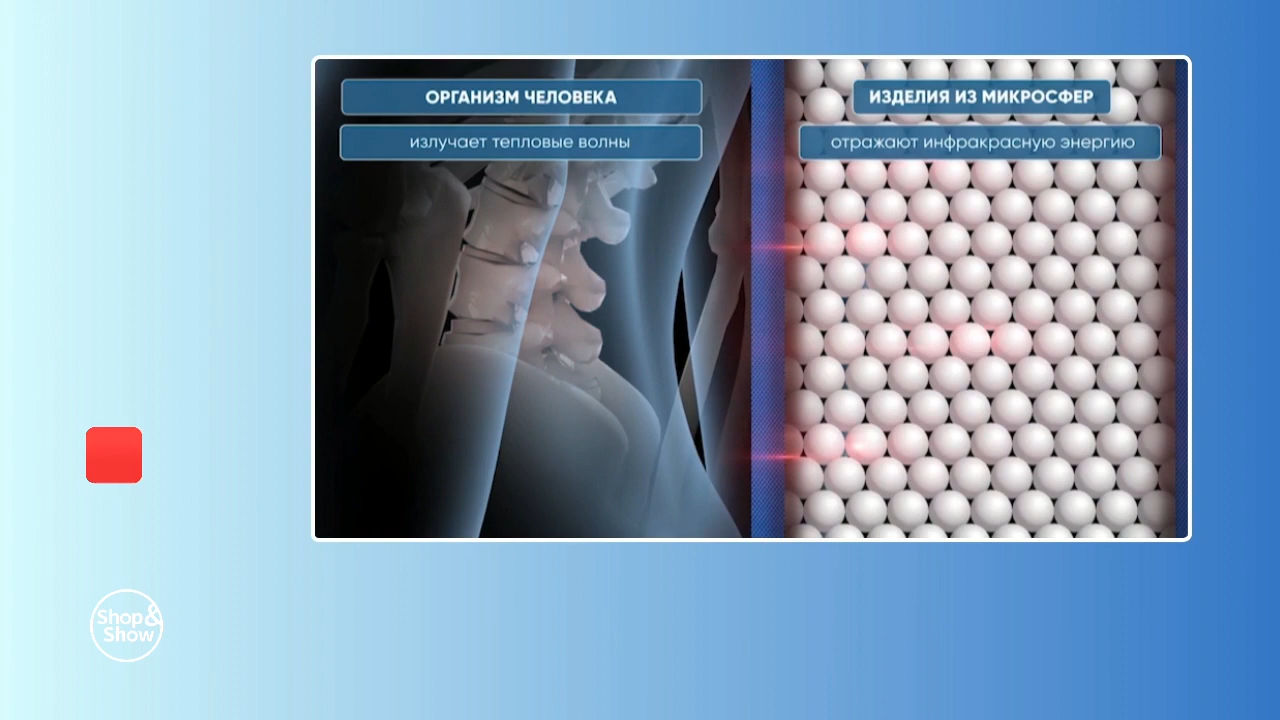 ОРГАНИЗМ ЧЕЛОВЕКА
излучает тепловые волны
ИЗДЕЛИЯ ИЗ МИКРОСФЕР
отражают инфракрасную энергию
Shop&
Show